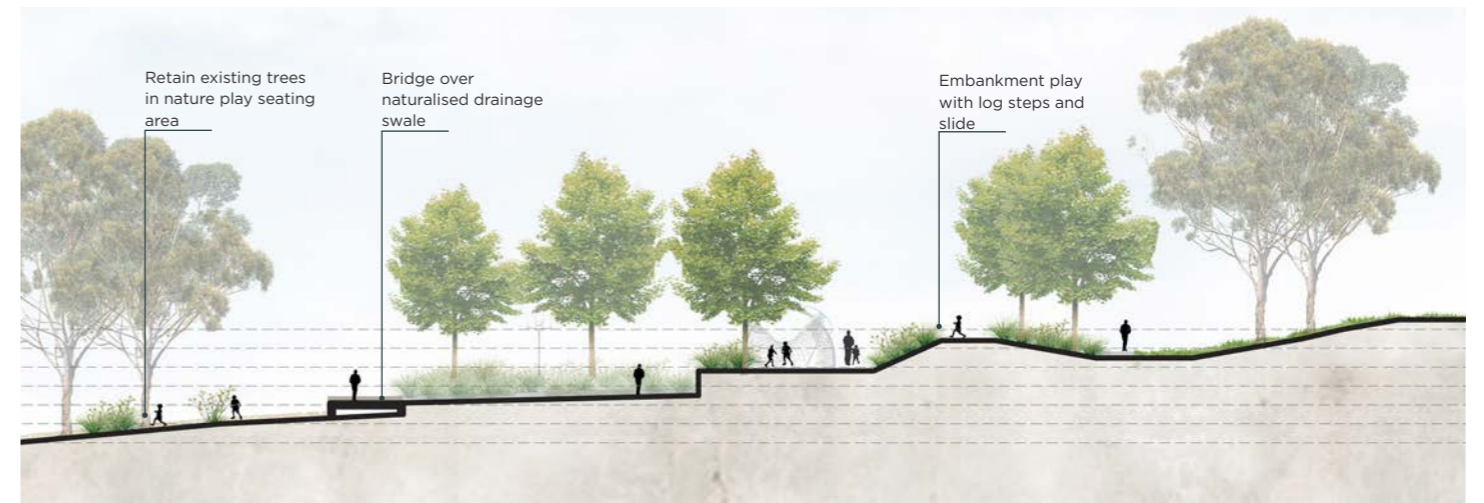 Retain existing trees
in nature play seating
area
Bridge over
naturalised drainage
swale
Embankment play
with log steps and
slide